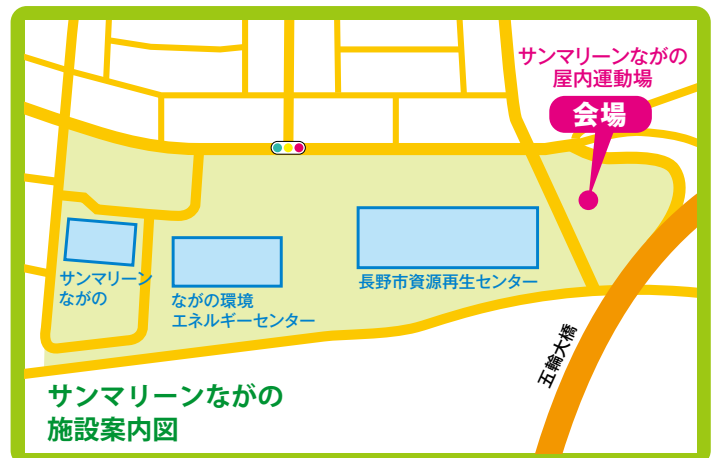 サンマリーンながの
屋内運動場
会場
サンマリーン
ながの
ながの環境
エネルギーセンター
長野市資源再生センター
五輪大橋
サンマリーンながの
施設案内図